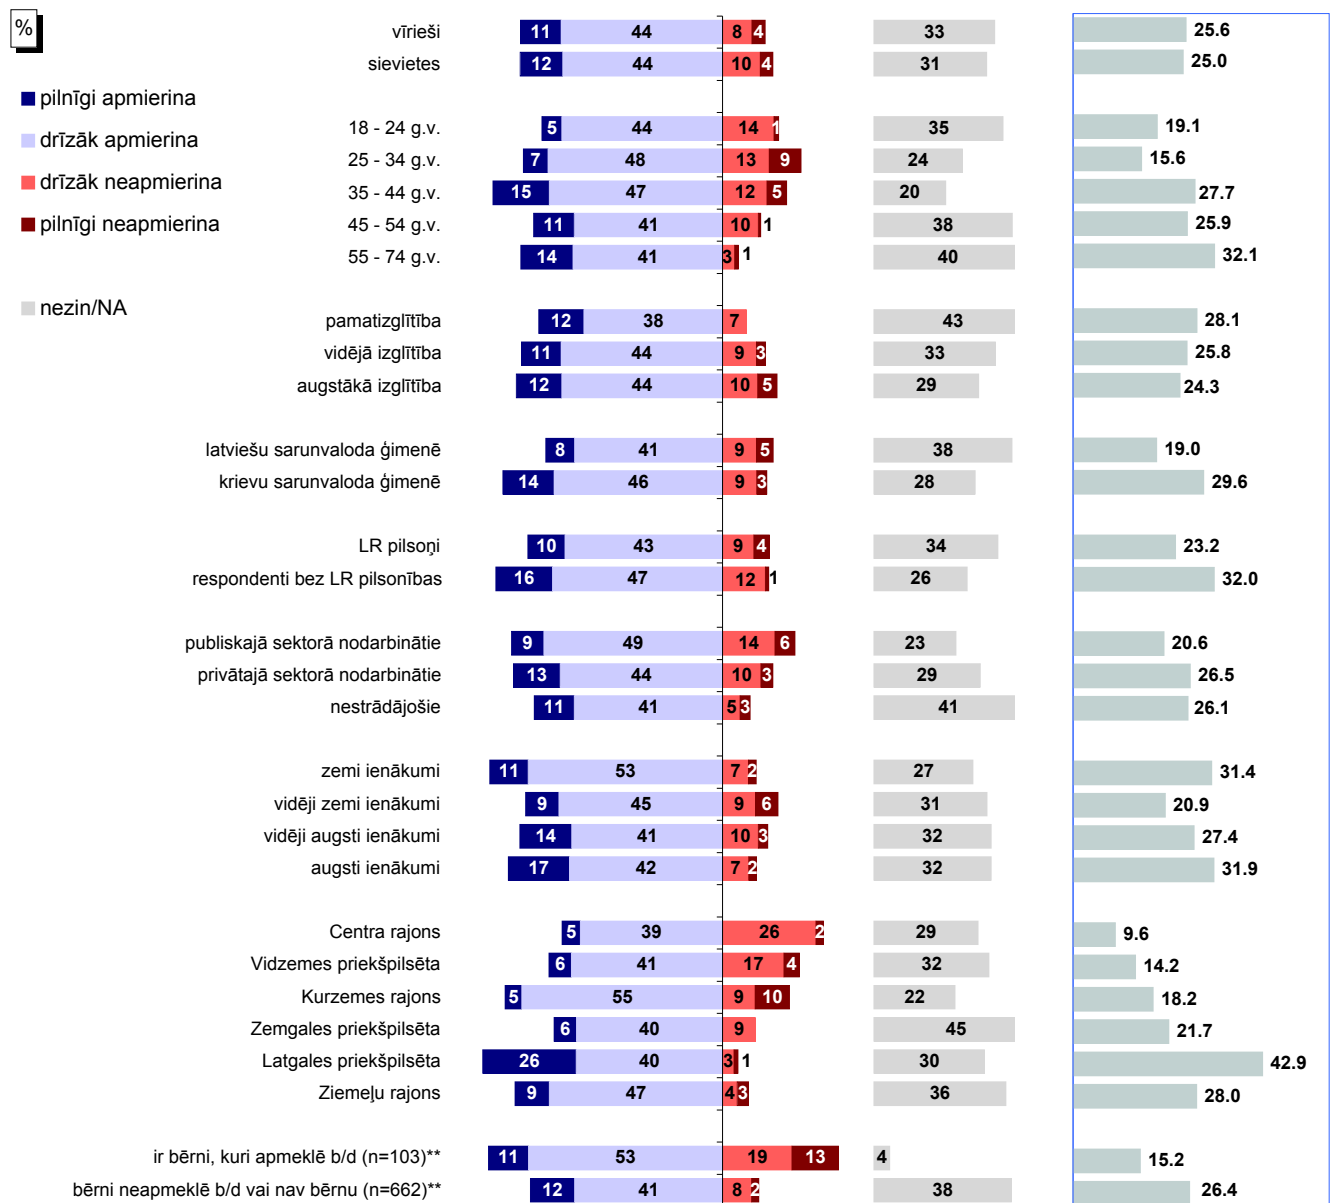 %
pilnīgi apmierina
drīzāk apmierina
drīzāk neapmierina
pilnīgi neapmierina
nezin/NA
vīrieši 11 44 8 4 33 25.6
sievietes 12 44 10 4 31 25.0
18 - 24 g.v. 5 44 14 1 35 19.1
25 - 34 g.v. 7 48 13 9 24 15.6
35 - 44 g.v. 15 47 12 5 20 27.7
45 - 54 g.v. 11 41 10 1 38 25.9
55 - 74 g.v. 14 41 3 1 40 32.1
pamatizglītība 12 38 7 43 28.1
vidējā izglītība 11 44 9 3 33 25.8
augstākā izglītība 12 44 10 5 29 24.3
latviešu sarunvaloda ģimenē 8 41 9 5 38 19.0
krievu sarunvaloda ģimenē 14 46 9 3 28 29.6
LR pilsoņi 10 43 9 4 34 23.2
respondenti bez LR pilsonības 16 47 12 1 26 32.0
publiskajā sektorā nodarbinātie 9 49 14 6 23 20.6
privātajā sektorā nodarbinātie 13 44 10 3 29 26.5
nestrādājošie 11 41 5 3 41 26.1
zemi ienākumi 11 53 7 2 27 31.4
vidēji zemi ienākumi 9 45 9 6 31 20.9
vidēji augsti ienākumi 14 41 10 3 32 27.4
augsti ienākumi 17 42 7 2 32 31.9
Centra rajons 5 39 26 2 29 9.6
Vidzemes priekšpilsēta 6 41 17 4 32 14.2
Kurzemes rajons 5 55 9 10 22 18.2
Zemgales priekšpilsēta 6 40 9 45 21.7
Latgales priekšpilsēta 26 40 3 1 30 42.9
Ziemeļu rajons 9 47 4 3 36 28.0
ir bērni, kuri apmeklē b/d (n=103)** 11 53 19 13 4 15.2
bērni neapmeklē b/d vai nav bērnu (n=662)** 12 41 8 2 38 26.4